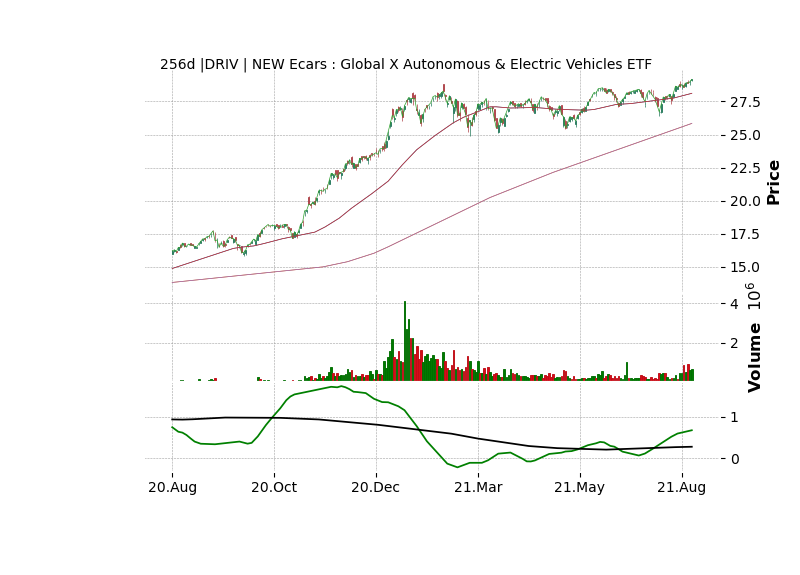 256d |DRIV | NEW Ecars : Global X Autonomous & Electric Vehicles ETF
27.5
25.0
22.5
20.0
17.5
15.0
Price
4
2
Volume 10^6
1
0
20.Aug 20.Oct 20.Dec 21.Mar 21.May 21.Aug